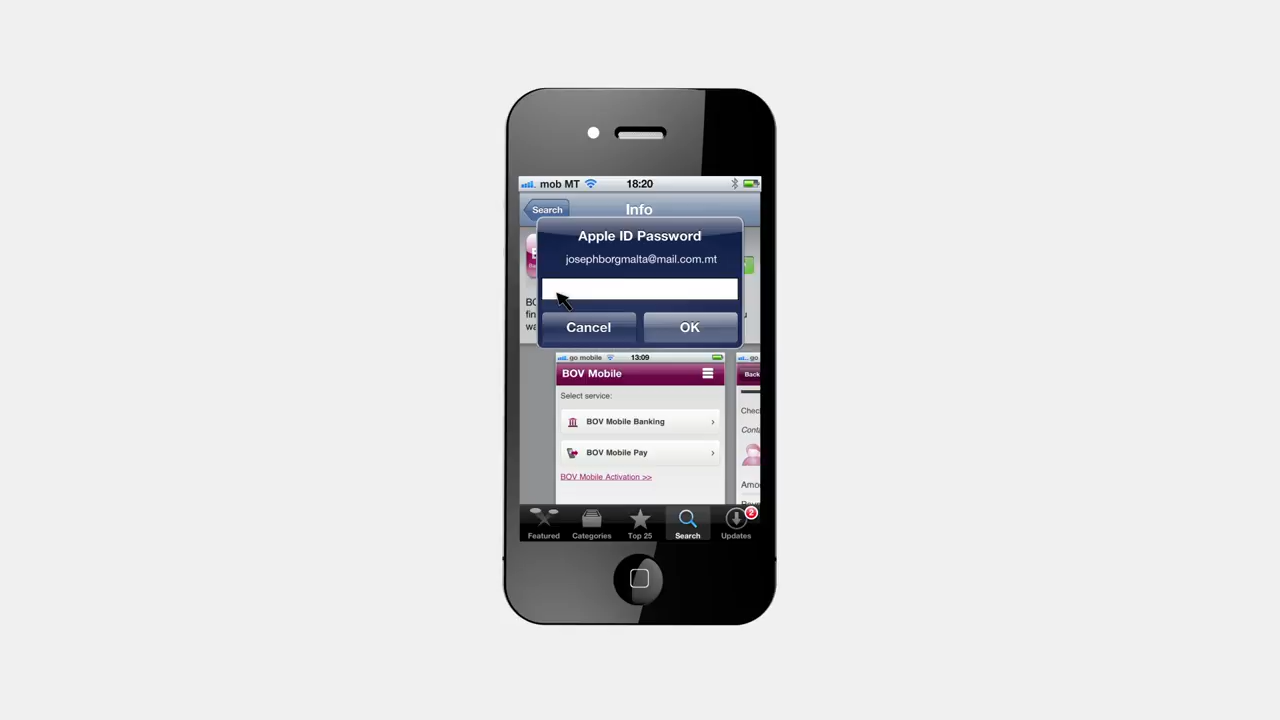 mob MT 18:20
Search Info
Apple ID Password
josephborgmalta@mail.com.mt
Cancel OK
go mobile 13:09
BOV Mobile
Back
Select service:
BOV Mobile Banking
BOV Mobile Pay
BOV Mobile Activation >>
Featured Categories Top 25 Search Updates
2